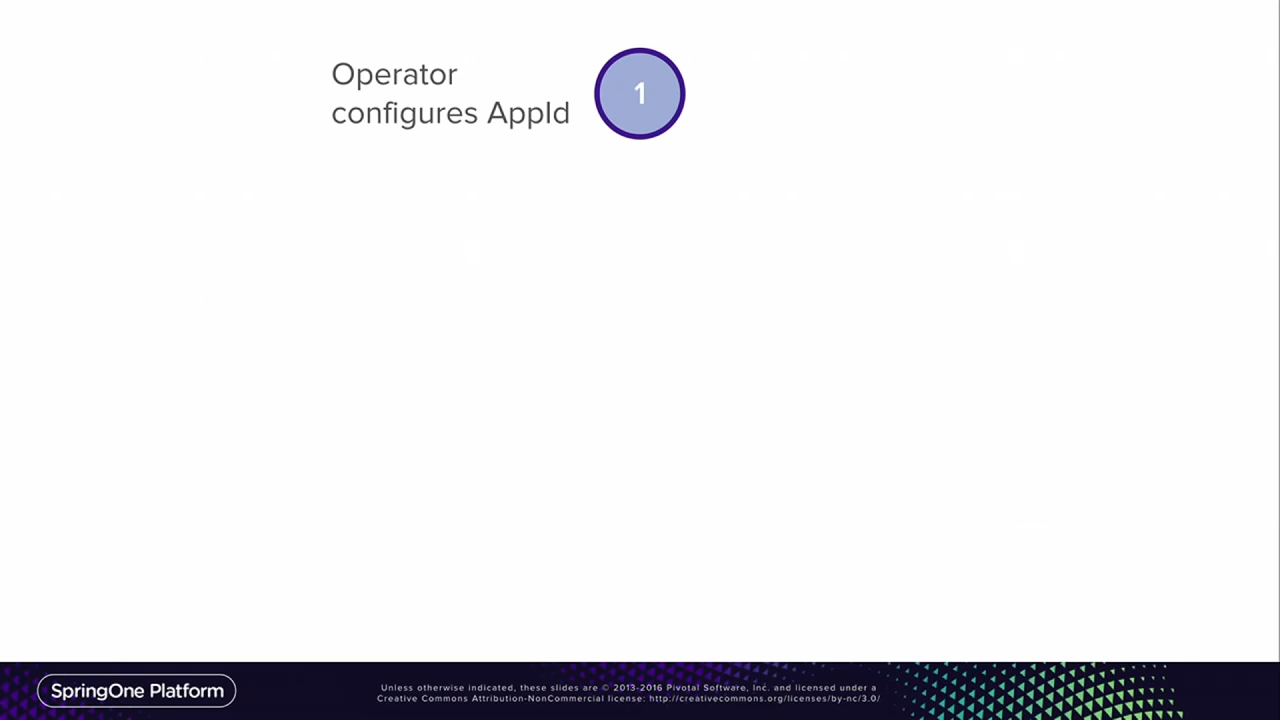 Operator
configures AppId
1
SpringOne Platform
Unless otherwise indicated, these slides are © 2013-2016 Pivotal Software, Inc. and licensed under a
Creative Commons Attribution-NonCommercial license: http://creativecommons.org/licenses/by-nc/3.0/